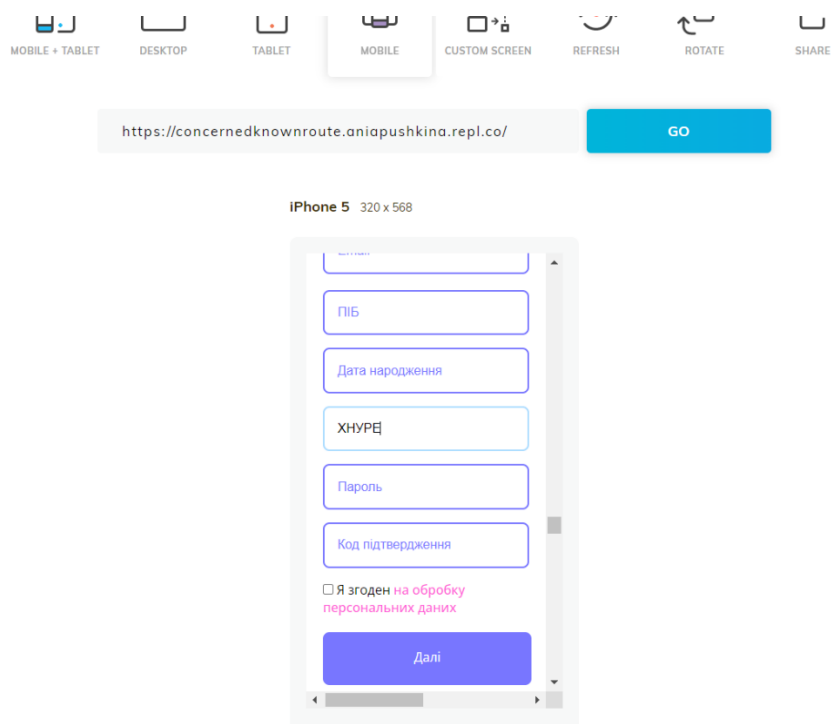 MOBILE + TABLET DESKTOP TABLET MOBILE CUSTOM SCREEN REFRESH ROTATE SHARE
https://concernedknownroute.aniapushkina.repl.co/ GO
iPhone 5 320 x 568
Email
ПІБ
Дата народження
ХНУРЕ
Пароль
Код підтвердження
Я згоден на обробку
персональних даних
Далі